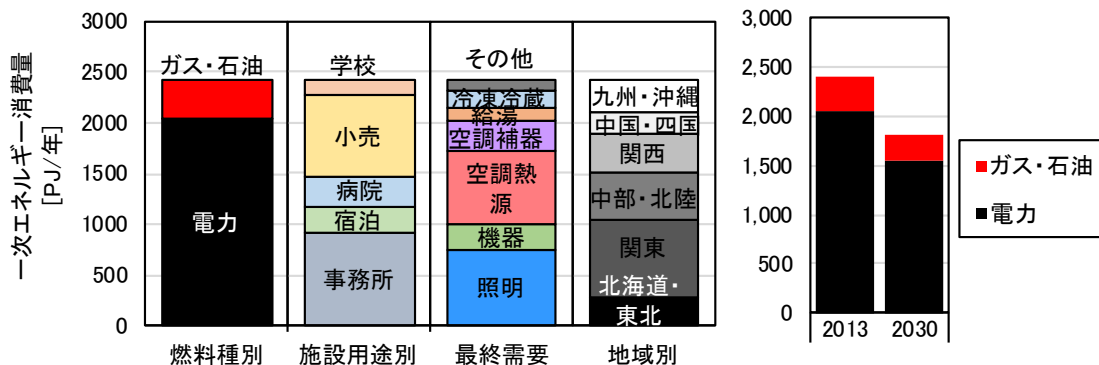 一次エネルギー消費量
[PJ/年]
3000
2500
2000
1500
1000
500
0
ガス・石油
電力
燃料種別
学校
小売
病院
宿泊
事務所
施設用途別
その他
冷凍冷蔵
給湯
空調補器
空調熱
源
機器
照明
最終需要
九州・沖縄
中国・四国
関西
中部・北陸
関東
北海道・
東北
地域別
3,000
2,500
2,000
1,500
1,000
500
0
2013
2030
ガス・石油
電力